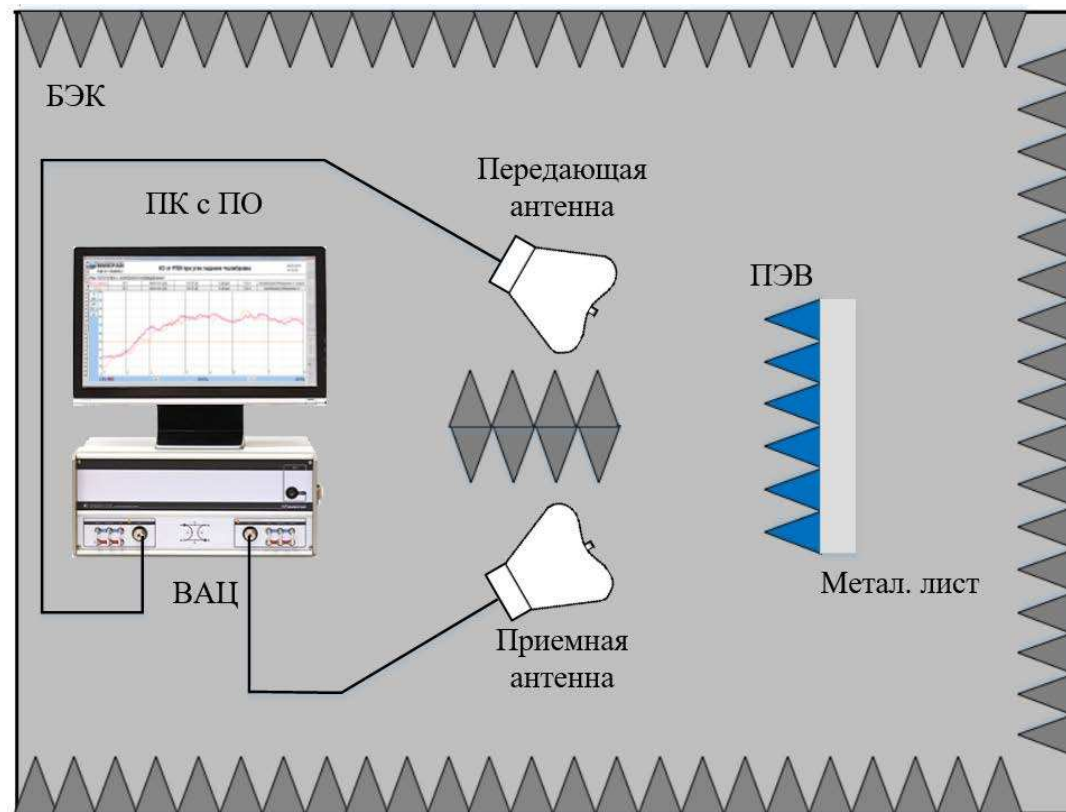 БЭК
Передающая
антенна
ПК с ПО
ПЭВ
ВАЦ
Метал. лист
Приемная
антенна